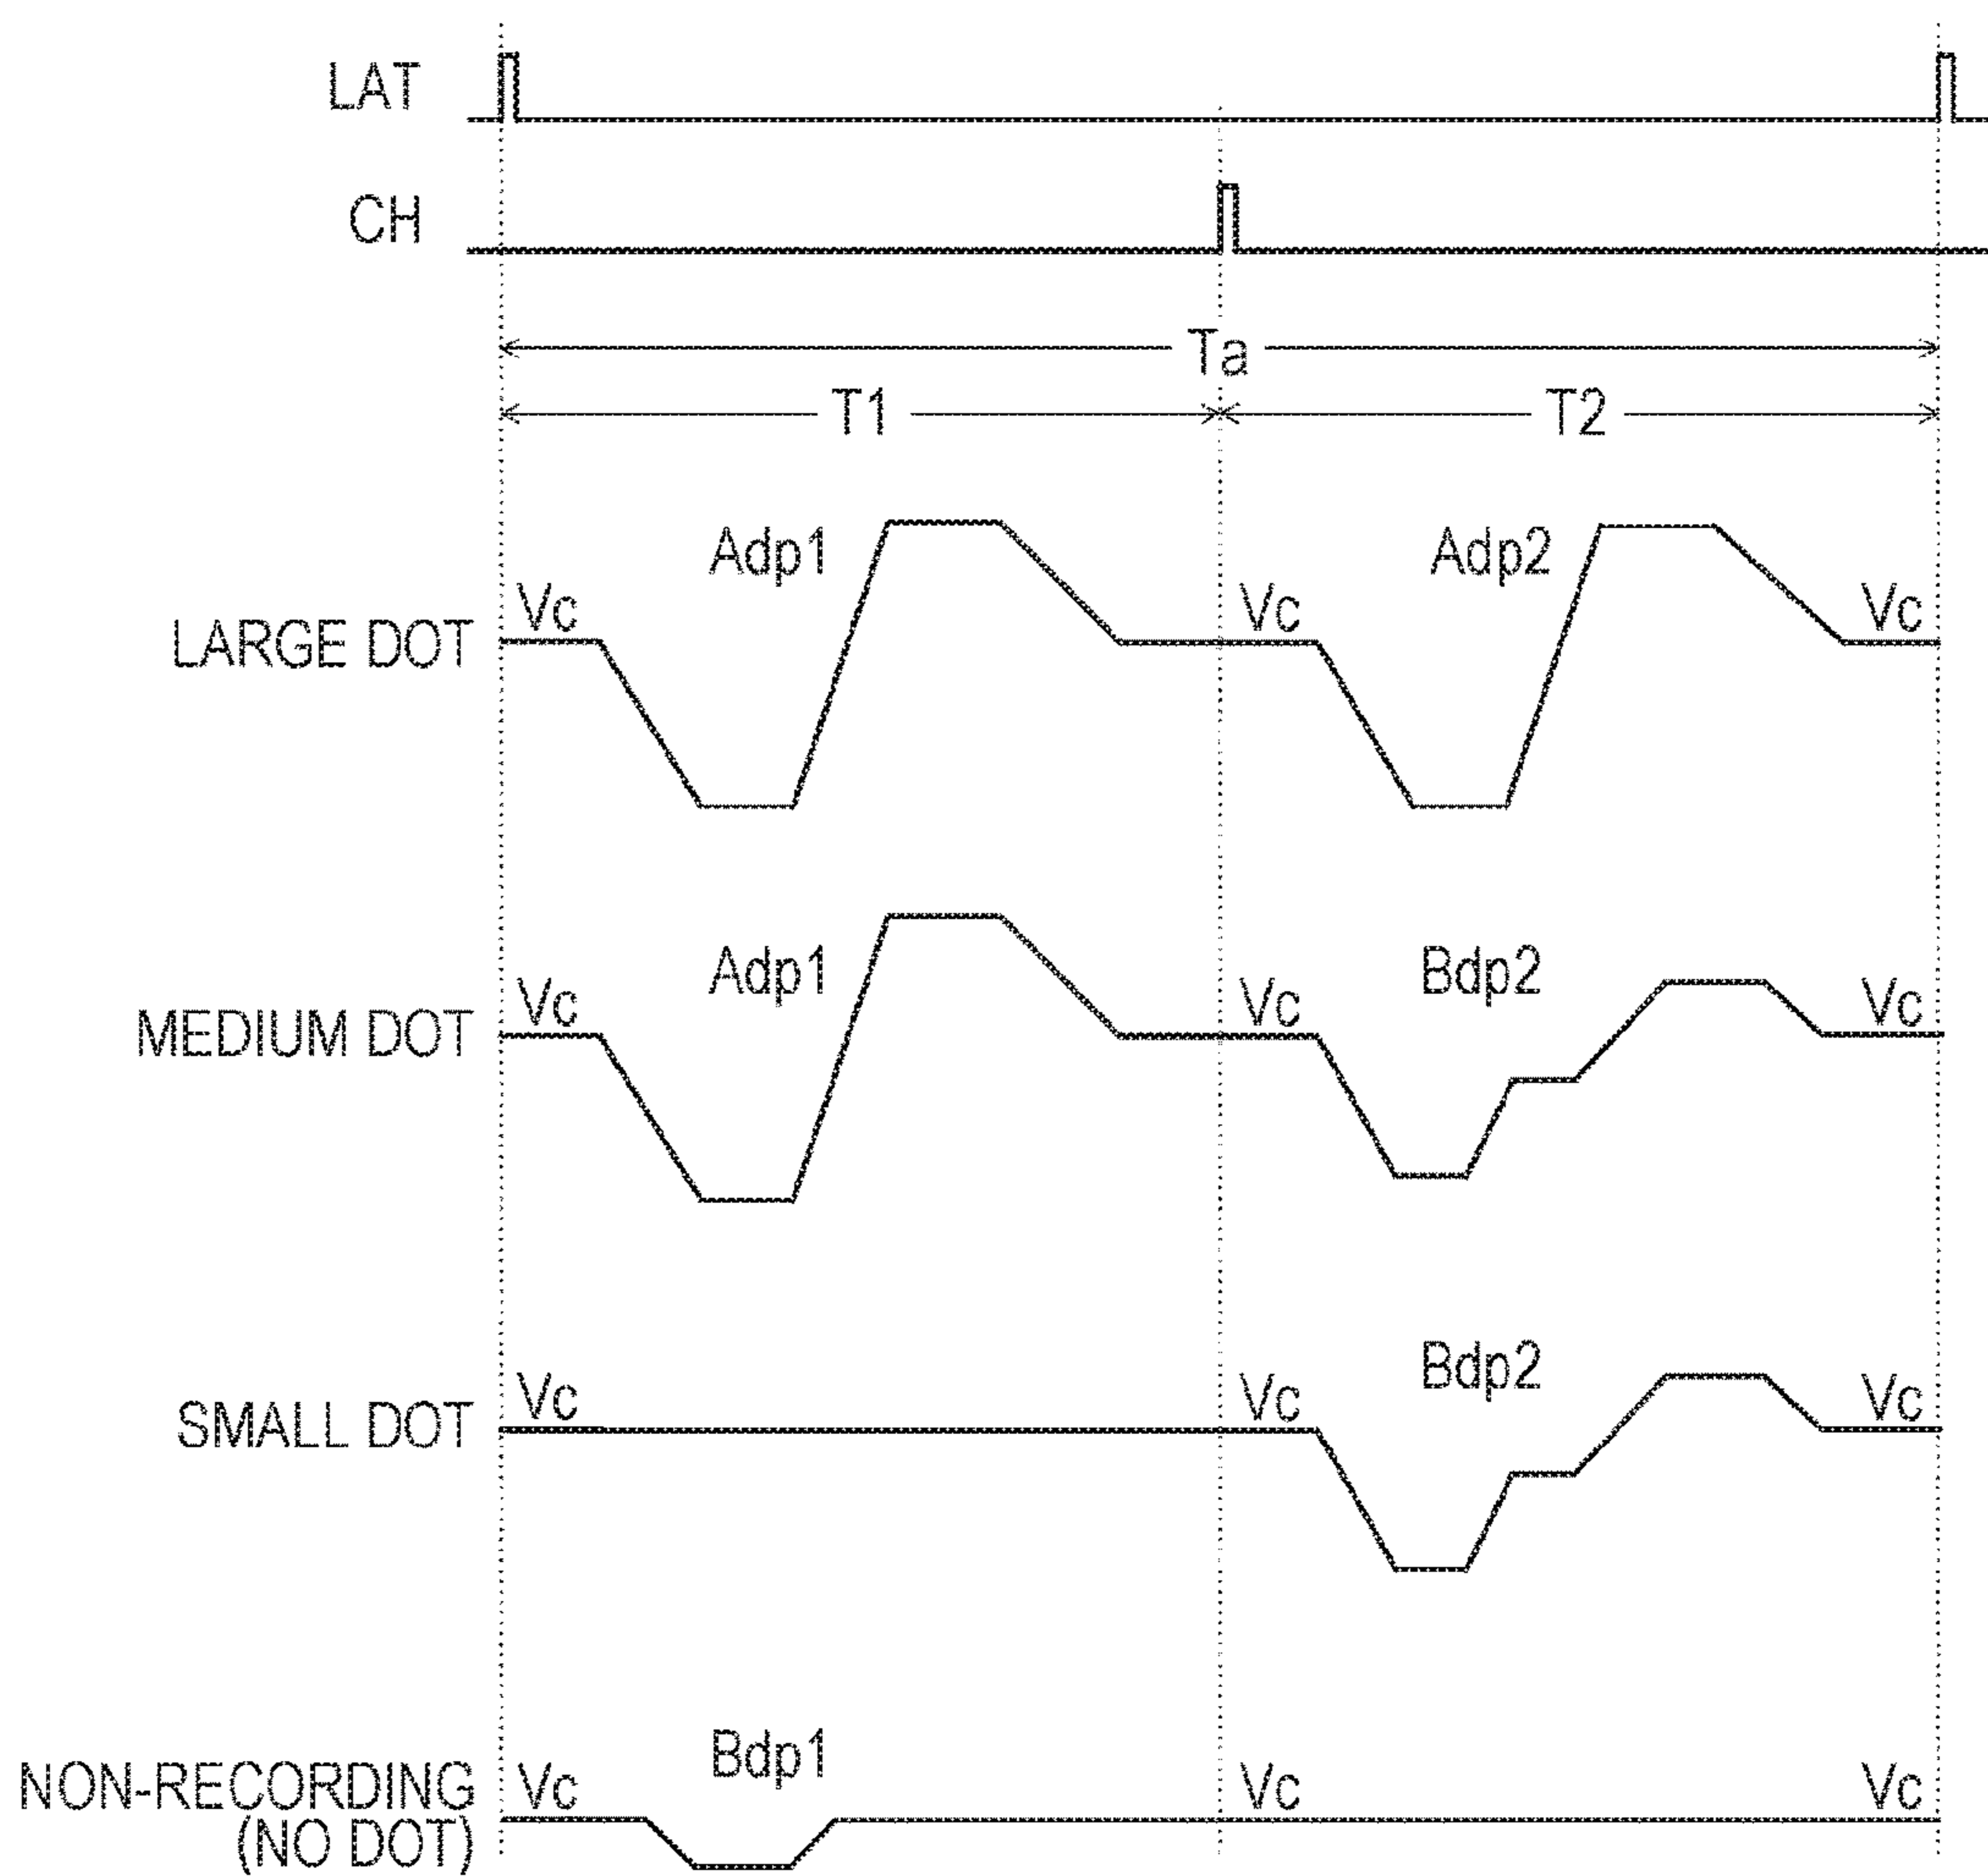 LAT
CH
Ta
T1 T2
Adp1 Adp2
Vc Vc Vc
LARGE DOT
Adp1 Bdp2
Vc Vc Vc
MEDIUM DOT
Bdp2
Vc Vc Vc
SMALL DOT
Bdp1
NON-RECORDING Vc Vc Vc
(NO DOT)